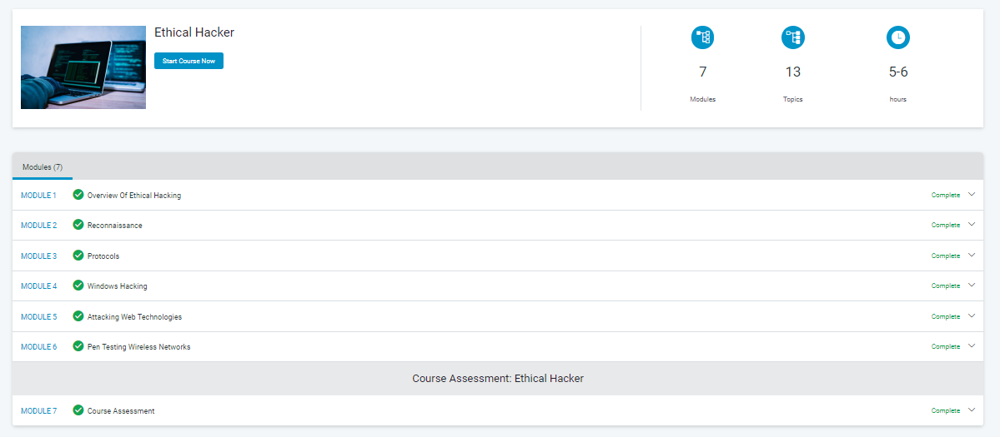 Ethical Hacker
Start Course Now
7
Modules
13
Topics
5-6
hours
Modules (7)
MODULE 1 Overview Of Ethical Hacking Complete
MODULE 2 Reconnaissance Complete
MODULE 3 Protocols Complete
MODULE 4 Windows Hacking Complete
MODULE 5 Attacking Web Technologies Complete
MODULE 6 Pen Testing Wireless Networks Complete
Course Assessment: Ethical Hacker
MODULE 7 Course Assessment Complete